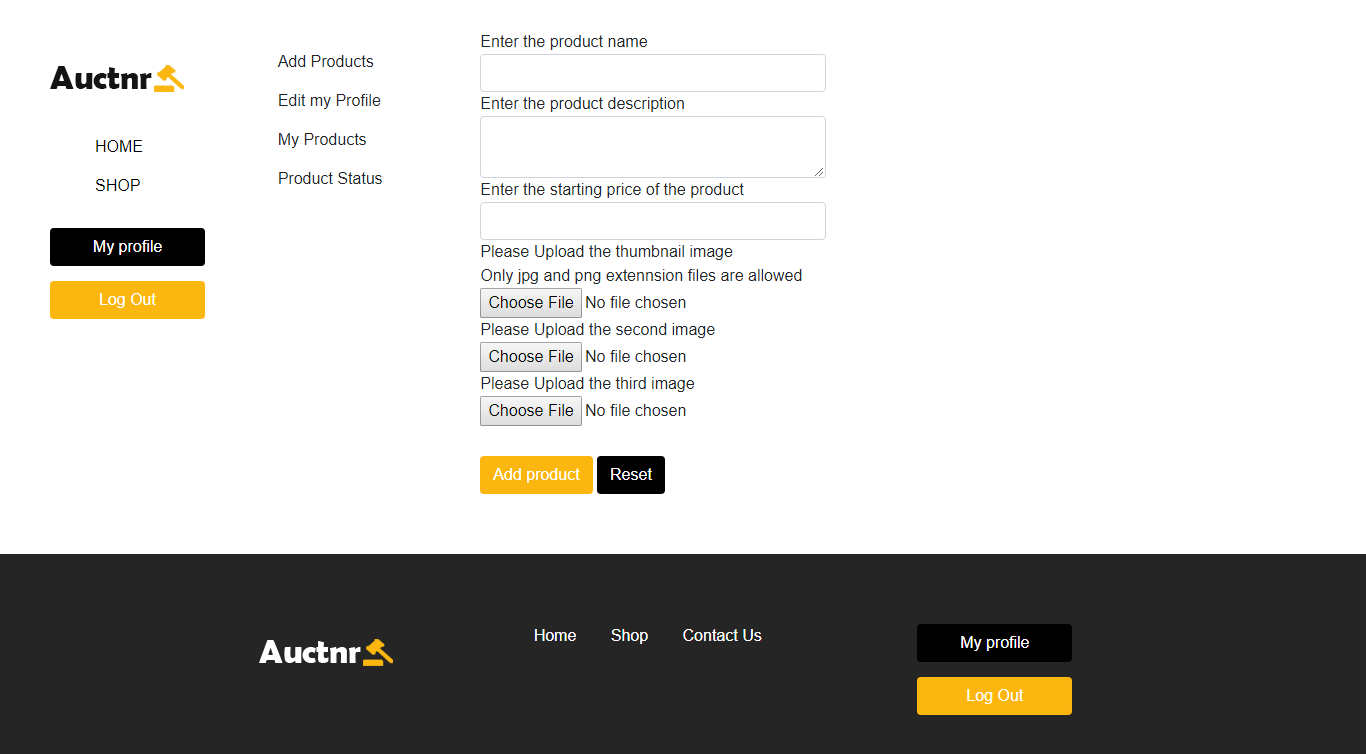 Auctnr
HOME
SHOP
My profile
Log Out
Add Products
Edit my Profile
My Products
Product Status
Enter the product name
Enter the product description
Enter the starting price of the product
Please Upload the thumbnail image
Only jpg and png extennsion files are allowed
Choose File No file chosen
Please Upload the second image
Choose File No file chosen
Please Upload the third image
Choose File No file chosen
Add product Reset
Auctnr
Home Shop Contact Us
My profile
Log Out